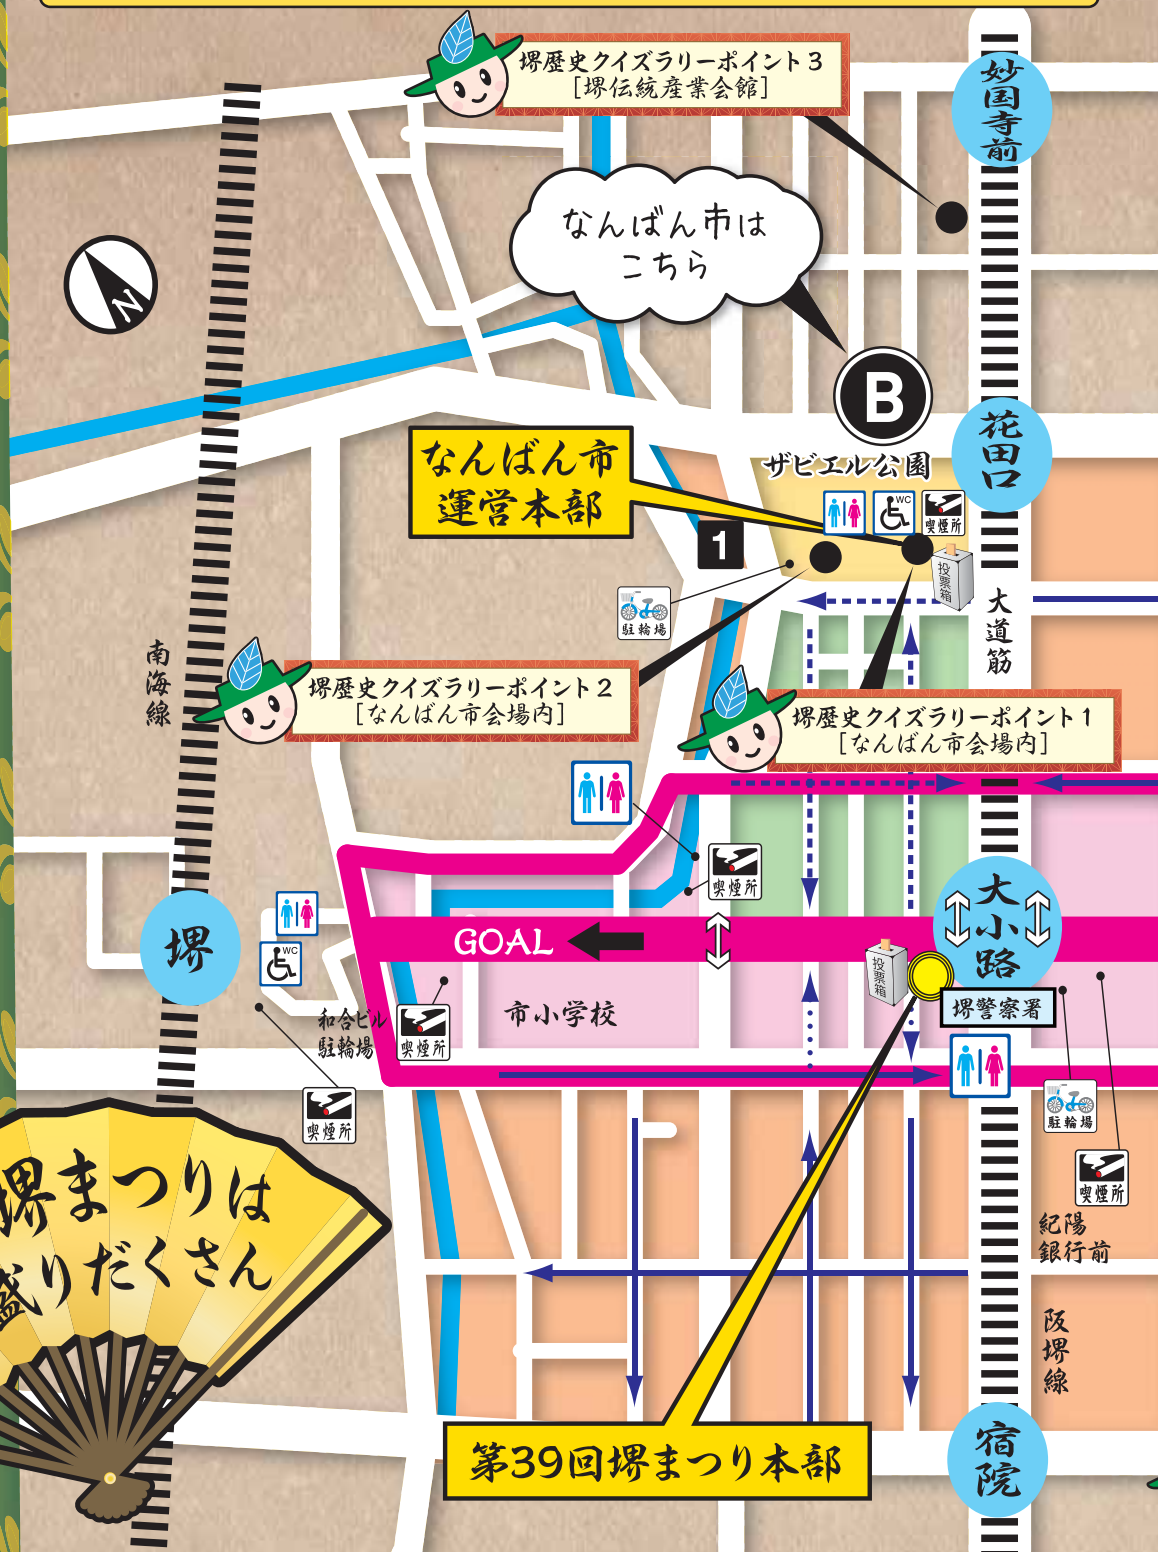 堺歴史クイズラリーポイント3
[堺伝統産業会館]
妙国寺前
なんばん市は
こちら
N
B
花田口
ザビエル公園
なんばん市
運営本部
WC
喫煙所
1
投票箱
駐輪場
大道筋
南海線
堺歴史クイズラリーポイント2
[なんばん市会場内]
堺歴史クイズラリーポイント1
[なんばん市会場内]
喫煙所
大小路
堺
WC
GOAL
投票箱
堺警察署
和合ビル
駐輪場
喫煙所
市小学校
喫煙所
駐輪場
喫煙所
紀陽
銀行前
堺まつりは
盛りだくさん
阪堺線
第39回堺まつり本部
宿院